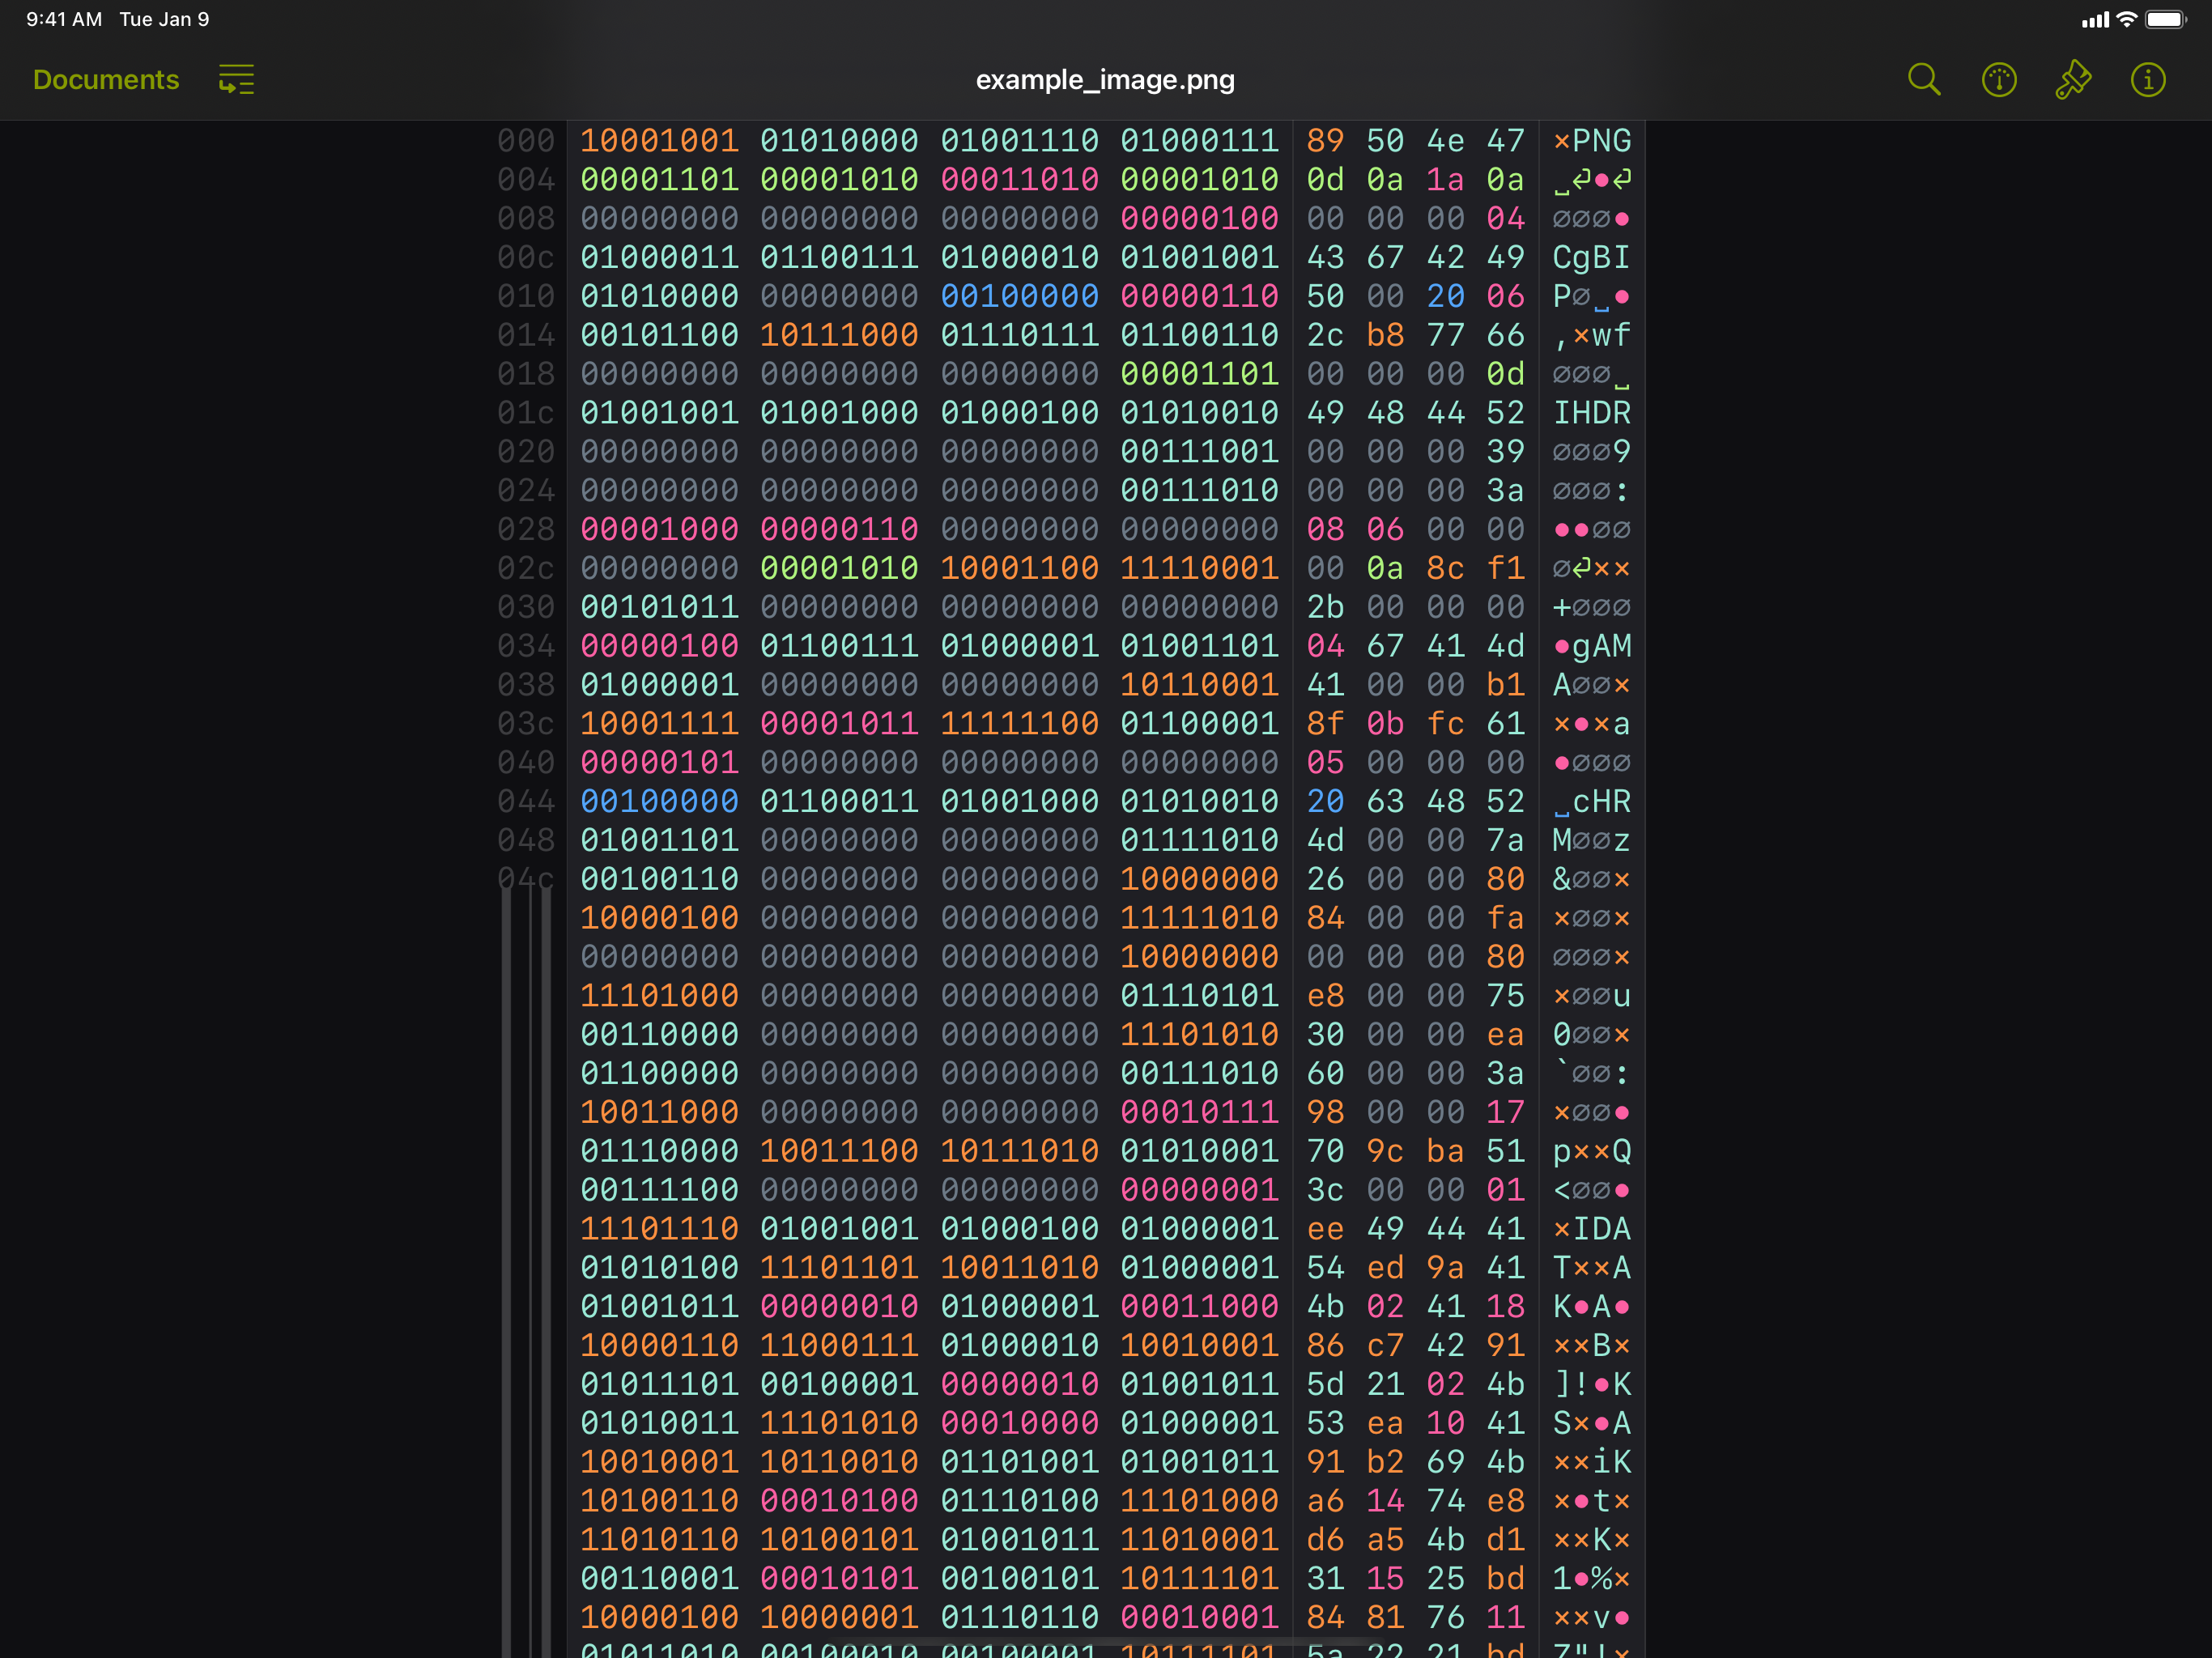 9:41 AM Tue Jan 9
Documents example_image.png
000 10001001 01010000 01001110 01000111 89 50 4e 47 ×PNG
004 00001101 00001010 00011010 00001010 0d 0a 1a 0a ␣⏎•⏎
008 00000000 00000000 00000000 00000100 00 00 00 04 ∅∅∅•
00c 01000011 01100111 01000010 01001001 43 67 42 49 CgBI
010 01010000 00000000 00100000 00000110 50 00 20 06 P∅␣•
014 00101100 10111000 01110111 01100110 2c b8 77 66 ,×wf
018 00000000 00000000 00000000 00001101 00 00 00 0d ∅∅∅␣
01c 01001001 01001000 01000100 01010010 49 48 44 52 IHDR
020 00000000 00000000 00000000 00111001 00 00 00 39 ∅∅∅9
024 00000000 00000000 00000000 00111010 00 00 00 3a ∅∅∅:
028 00001000 00000110 00000000 00000000 08 06 00 00 ••∅∅
02c 00000000 00001010 10001100 11110001 00 0a 8c f1 ∅⏎××
030 00101011 00000000 00000000 00000000 2b 00 00 00 +∅∅∅
034 00000100 01100111 01000001 01001101 04 67 41 4d •gAM
038 01000001 00000000 00000000 10110001 41 00 00 b1 A∅∅×
03c 10001111 00001011 11111100 01100001 8f 0b fc 61 ו×a
040 00000101 00000000 00000000 00000000 05 00 00 00 •∅∅∅
044 00100000 01100011 01001000 01010010 20 63 48 52 ␣cHR
048 01001101 00000000 00000000 01111010 4d 00 00 7a M∅∅z
04c 00100110 00000000 00000000 10000000 26 00 00 80 &∅∅×
10000100 00000000 00000000 11111010 84 00 00 fa ×∅∅×
00000000 00000000 00000000 10000000 00 00 00 80 ∅∅∅×
11101000 00000000 00000000 01110101 e8 00 00 75 ×∅∅u
00110000 00000000 00000000 11101010 30 00 00 ea 0∅∅×
01100000 00000000 00000000 00111010 60 00 00 3a `∅∅:
10011000 00000000 00000000 00010111 98 00 00 17 ×∅∅•
01110000 10011100 10111010 01010001 70 9c ba 51 p××Q
00111100 00000000 00000000 00000001 3c 00 00 01 <∅∅•
11101110 01001001 01000100 01000001 ee 49 44 41 ×IDA
01010100 11101101 10011010 01000001 54 ed 9a 41 T××A
01001011 00000010 01000001 00011000 4b 02 41 18 K•A•
10000110 11000111 01000010 10010001 86 c7 42 91 ××B×
01011101 00100001 00000010 01001011 5d 21 02 4b ]!•K
01010011 11101010 00010000 01000001 53 ea 10 41 S×•A
10010001 10110010 01101001 01001011 91 b2 69 4b ××iK
10100110 00010100 01110100 11101000 a6 14 74 e8 ×•t×
11010110 10100101 01001011 11010001 d6 a5 4b d1 ××K×
00110001 00010101 00100101 10111101 31 15 25 bd 1•%×
10000100 10000001 01110110 00010001 84 81 76 11 ××v•
01011010 00100010 00100001 10111101 5a 22 21 bd Z"!×